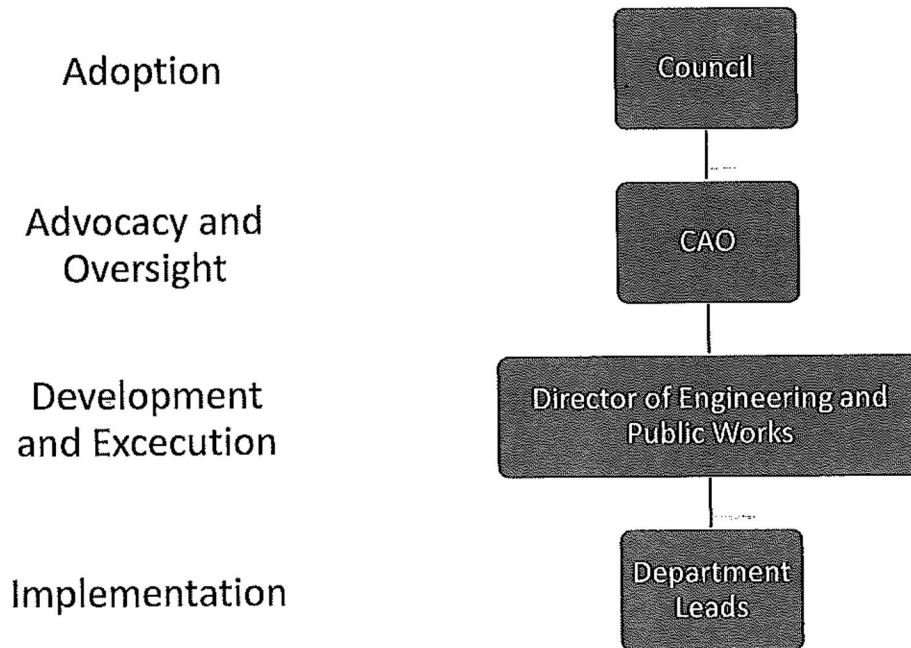 Adoption
Council
Advocacy and
Oversight
CAO
Development
and Excecution
Director of Engineering and
Public Works
Implementation
Department
Leads